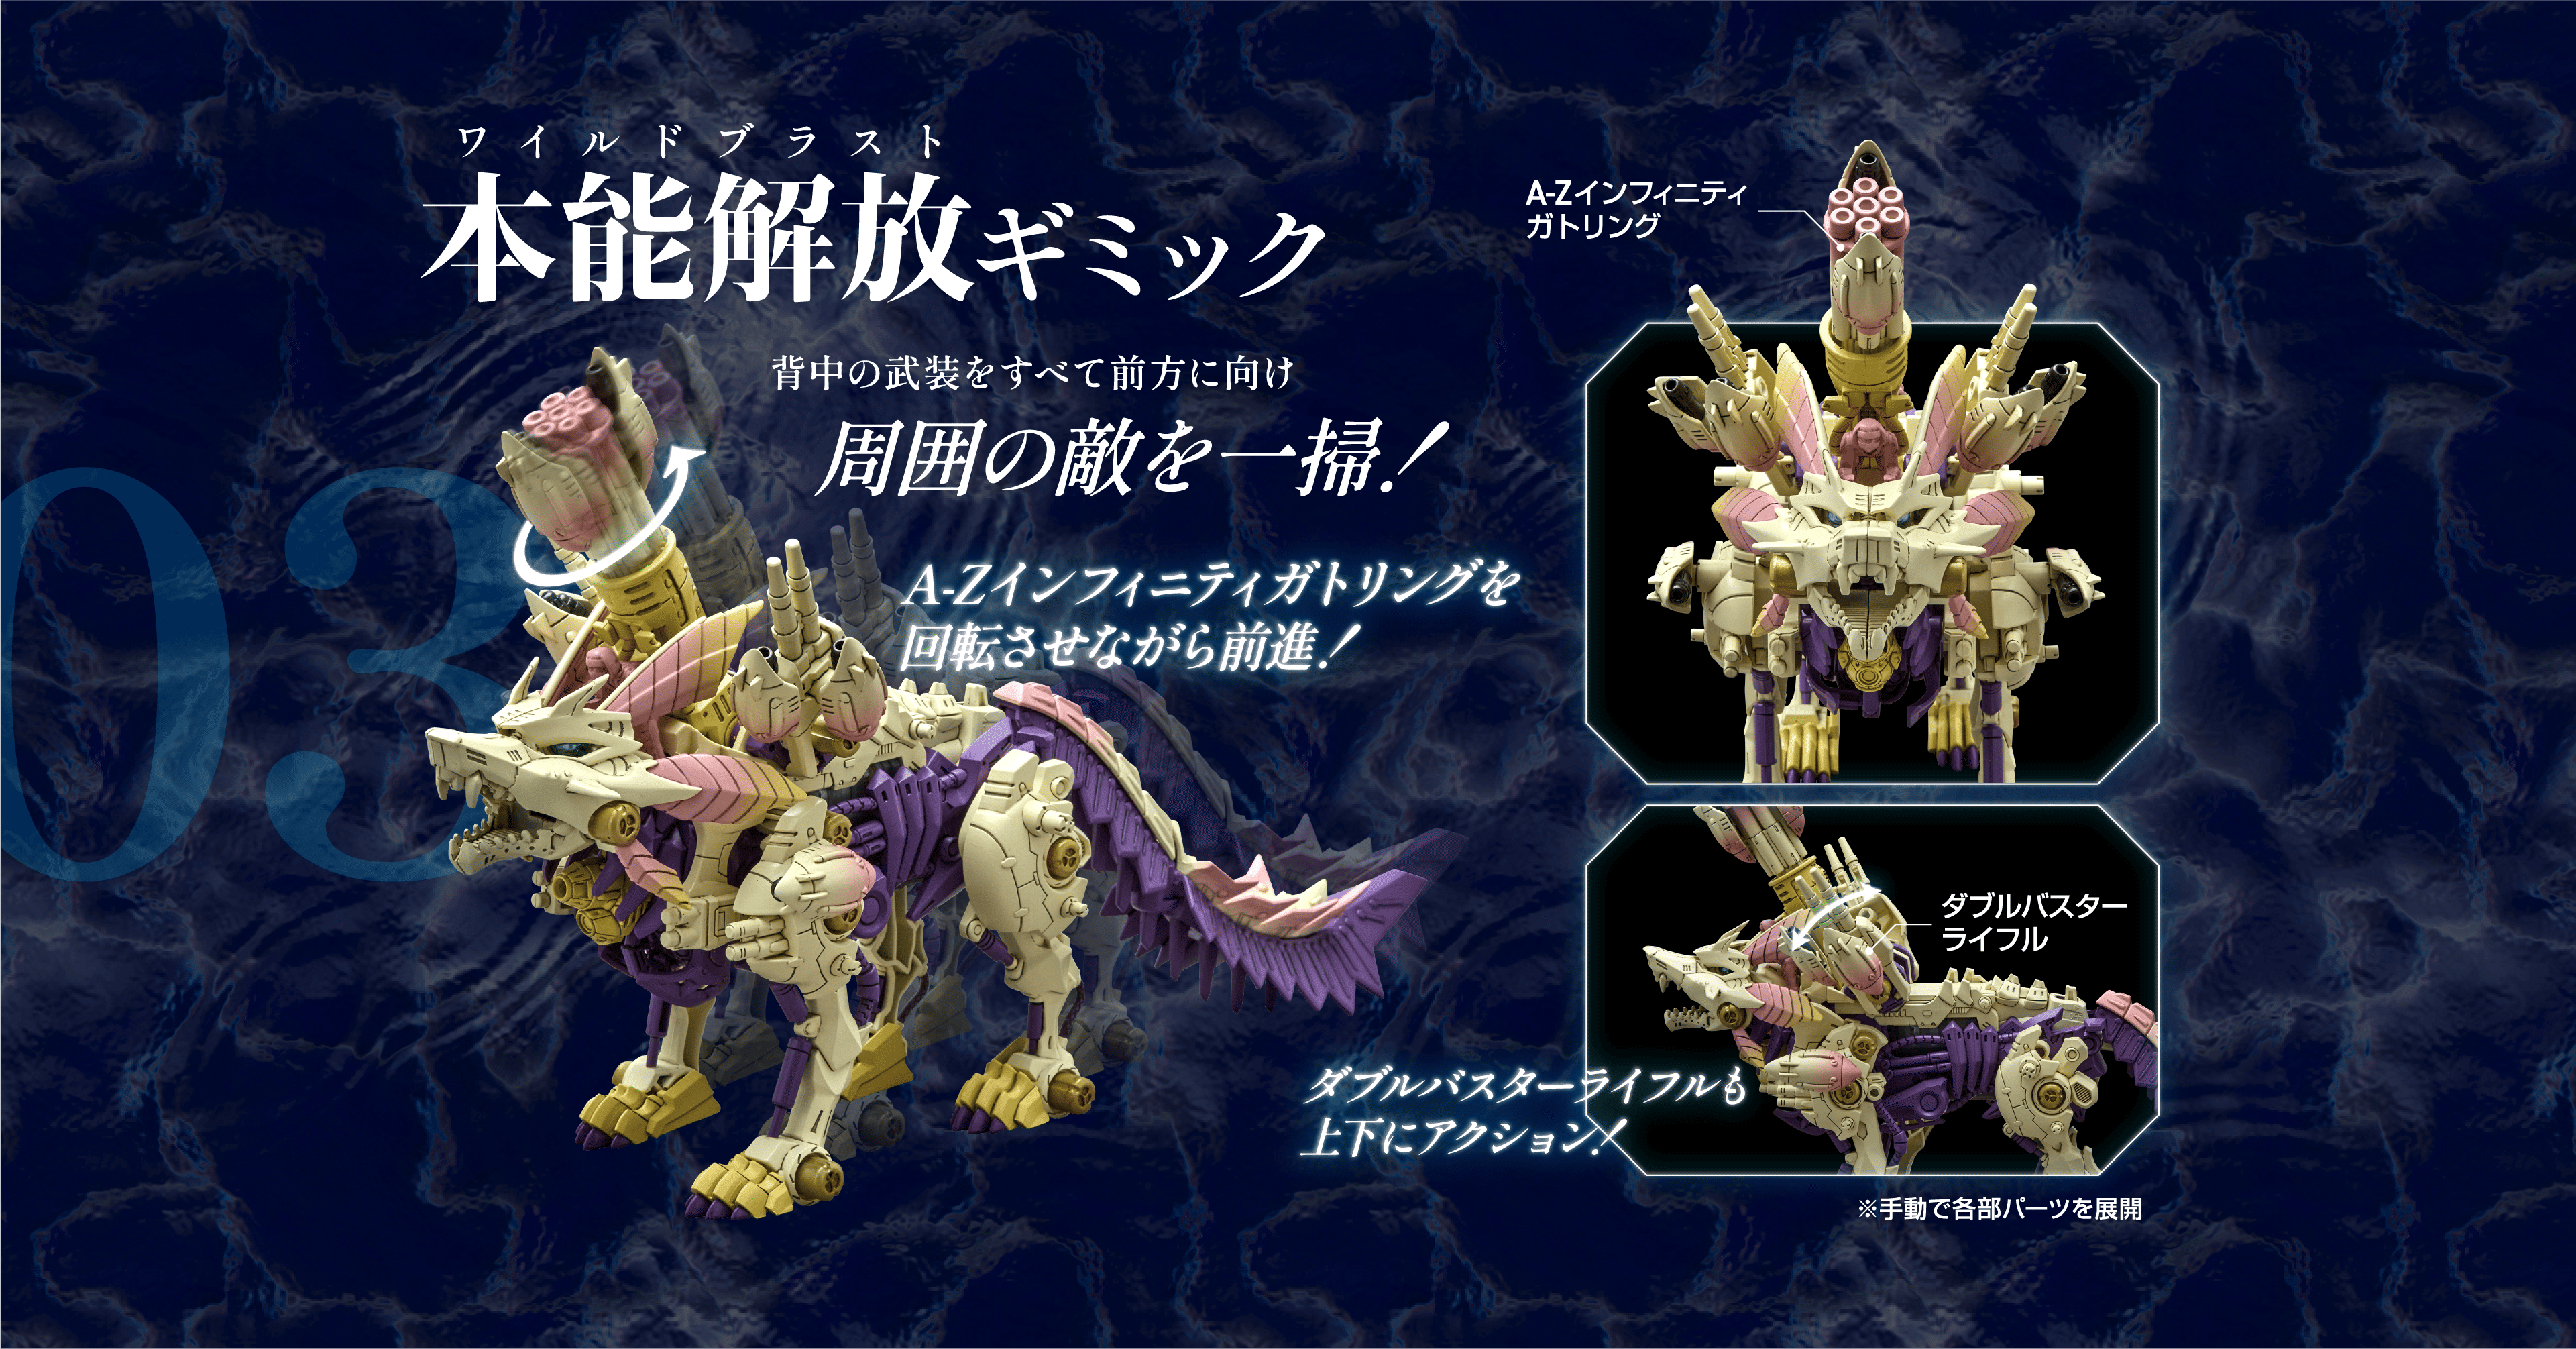 ワイルドブラスト
本能解放ギミック
背中の武装をすべて前方に向け
周囲の敵を一掃！
A-Zインフィニティガトリングを
回転させながら前進！
03
A-Zインフィニティ
ガトリング
ダブルバスター
ライフル
ダブルバスターライフルも
上下にアクション！
※手動で各部パーツを展開